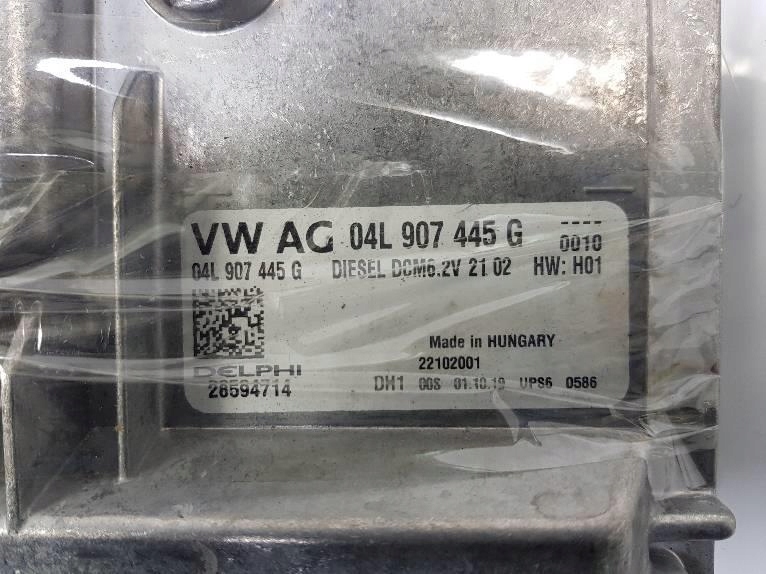 VW AG 04L 907 445 G ----
0010
04L 907 445 G DIESEL DCM6.2V 21 02 HW: H01
Made in HUNGARY
DELPHI 22102001
28594714 DH1 00S 01.10.19 UPS6 0586